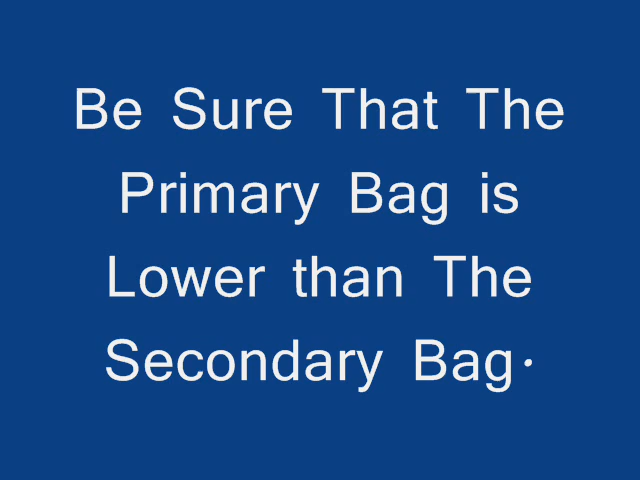 Be Sure That The
Primary Bag is
Lower than The
Secondary Bag.